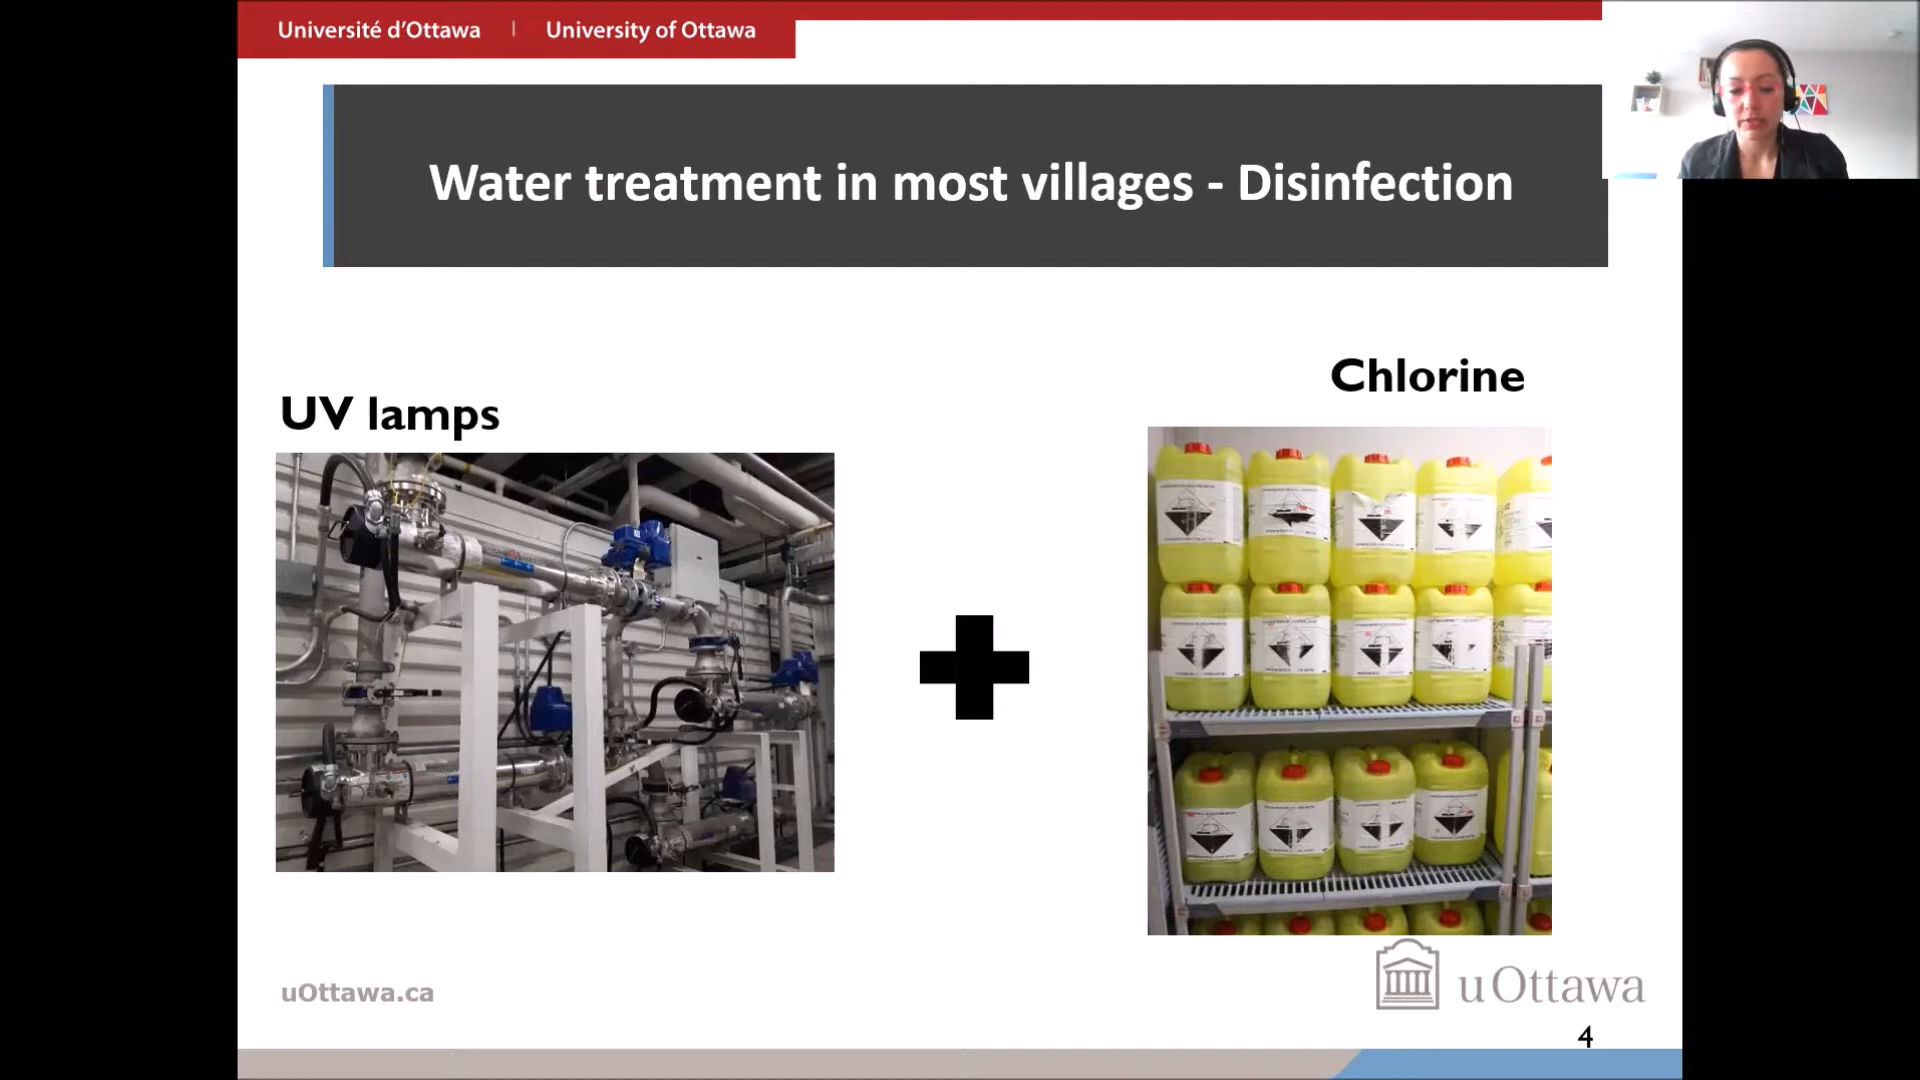 Université d'Ottawa | University of Ottawa
Water treatment in most villages - Disinfection
Chlorine
UV lamps
uOttawa.ca
uOttawa
4